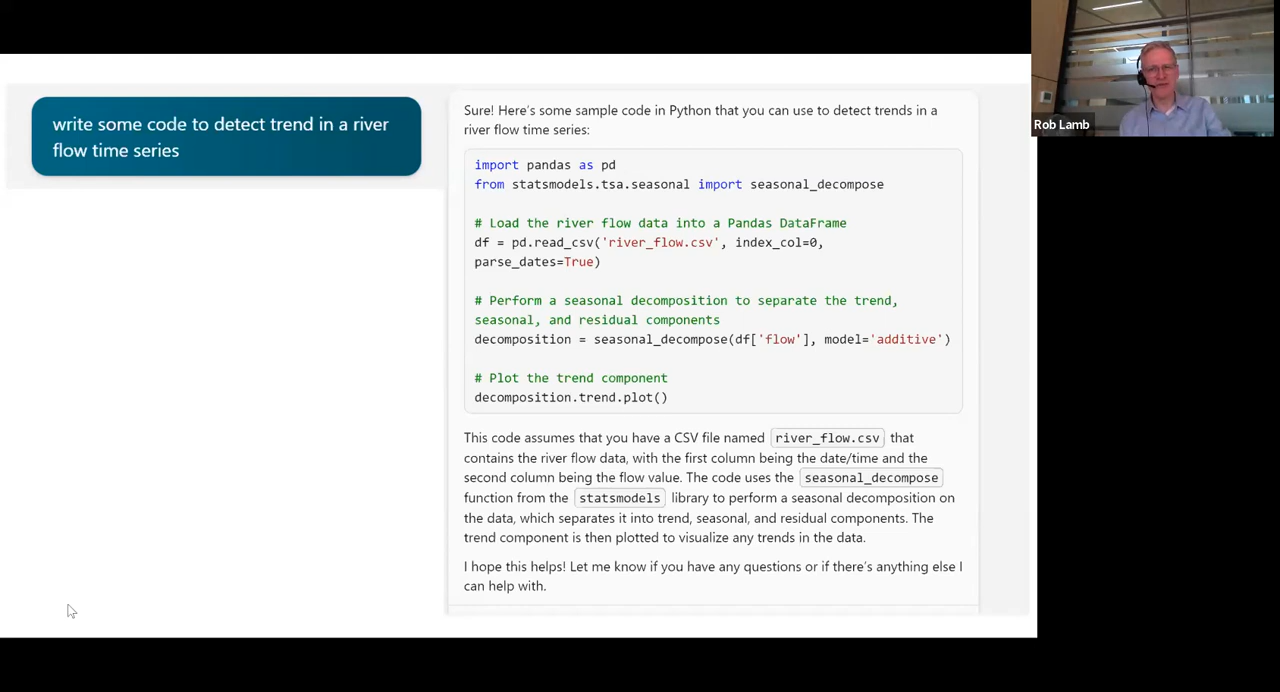 write some code to detect trend in a river
flow time series
Sure! Here's some sample code in Python that you can use to detect trends in a
river flow time series:
import pandas as pd
from statsmodels.tsa.seasonal import seasonal_decompose
# Load the river flow data into a Pandas DataFrame
df = pd.read_csv('river_flow.csv', index_col=0,
parse_dates=True)
# Perform a seasonal decomposition to separate the trend,
seasonal, and residual components
decomposition = seasonal_decompose(df['flow'], model='additive')
# Plot the trend component
decomposition.trend.plot()
This code assumes that you have a CSV file named river_flow.csv that
contains the river flow data, with the first column being the date/time and the
second column being the flow value. The code uses the seasonal_decompose
function from the statsmodels library to perform a seasonal decomposition on
the data, which separates it into trend, seasonal, and residual components. The
trend component is then plotted to visualize any trends in the data.
I hope this helps! Let me know if you have any questions or if there's anything else I
can help with.
Rob Lamb